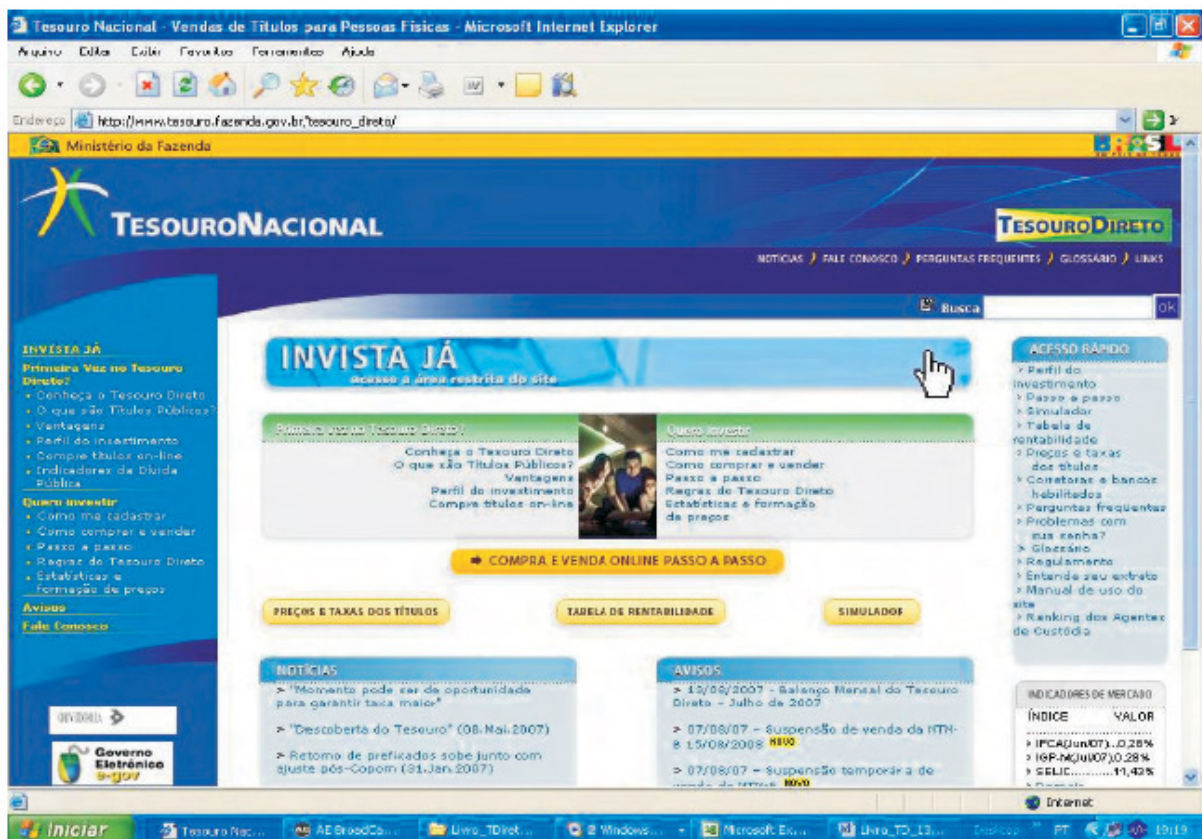 Tesouro Nacional - Vendas de Títulos para Pessoas Físicas - Microsoft Internet Explorer
Arquivo Editar Exibir Favoritos Ferramentas Ajuda
Endereço http://www.tesouro.fazenda.gov.br/tesouro_direto/
Ministério da Fazenda
BRASIL
TESOURONACIONAL
TESOURODIRETO
NOTÍCIAS FALE CONOSCO PERGUNTAS FREQUENTES GLOSSÁRIO LINKS
Busca ok
INVISTA JÁ
Primeira Vez no Tesouro
Direto?
Conheça o Tesouro Direto
O que são Títulos Públicos?
Vantagens
Perfil do investimento
Compre títulos on-line
Indicadores da Dívida
Pública
Quero investir
Como me cadastrar
Como comprar e vender
Passo a passo
Regras do Tesouro Direto
Estatísticas e
formação de preços
Avisos
Fale Conosco
OUVIDORIA
Governo
Eletrônico
e-gov
INVISTA JÁ
acesso a área restrita do site
Primeira vez no Tesouro Direto?
Conheça o Tesouro Direto
O que são Títulos Públicos?
Vantagens
Perfil do investimento
Compre títulos on-line
Quero investir
Como me cadastrar
Como comprar e vender
Passo a passo
Regras do Tesouro Direto
Estatísticas e formação
de preços
COMPRA E VENDA ONLINE PASSO A PASSO
PREÇOS E TAXAS DOS TÍTULOS
TABELA DE RENTABILIDADE
SIMULADOR
NOTÍCIAS
> "Momento pode ser de oportunidade
para garantir taxa maior"
> "Descoberta do Tesouro" (08.Mai.2007)
> Retorno de prefixados sobe junto com
ajuste pós-Copom (31.Jan.2007)
AVISOS
> 13/08/2007 - Balanço Mensal do Tesouro
Direto - Julho de 2007
> 07/08/07 - Suspensão de venda da NTN-
B 15/08/2008 NOVO
> 07/08/07 - Suspensão temporária de
venda de NTN-B NOVO
ACESSO RÁPIDO
> Perfil do
investimento
> Passo a passo
> Simulador
> Tabela de
rentabilidade
> Preços e taxas
dos títulos
> Corretoras e bancos
habilitados
> Perguntas frequentes
> Problemas com
sua senha?
> Glossário
> Regulamento
> Entenda seu extrato
> Manual de uso do
site
> Ranking dos Agentes
de Custódia
INDICADORES DE MERCADO
ÍNDICE VALOR
> IPCA(Jun/07)...0,28%
> IGP-M(Jul/07).0,28%
> SELIC...........11,43%
> Demais
Internet
Iniciar Tesouro Nac... AE BroadCa... Livro_TDiret... 2 Windows... Microsoft Ex... Livro_TD_13... Desktop PT 19:18